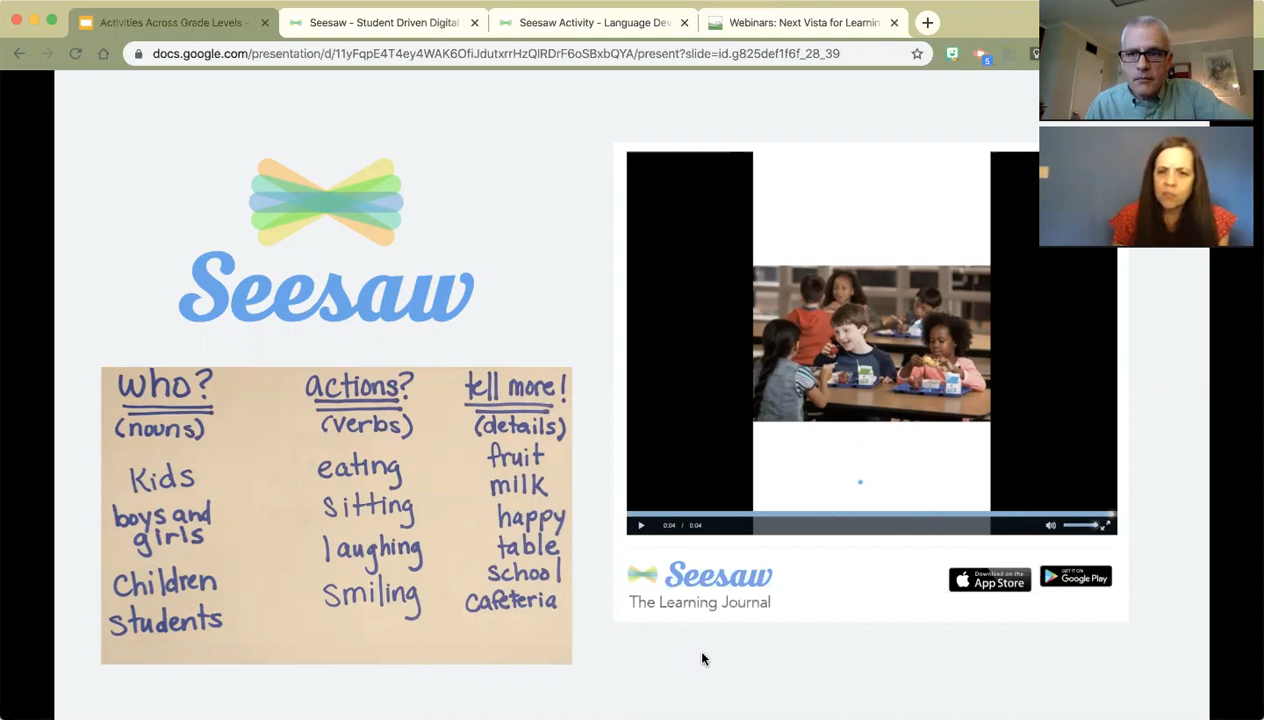 Activities Across Grade Levels -
Seesaw - Student Driven Digital
Seesaw Activity - Language Dev
Webinars: Next Vista for Learnin
docs.google.com/presentation/d/11yFqpE4T4ey4WAK6OfiJdutxrrHzQlRDrF6oSBxbQYA/present?slide=id.g825def1f6f_28_39
5
Seesaw
who?
(nouns)
Kids
boys and
girls
Children
students
actions?
(verbs)
eating
sitting
laughing
smiling
tell more!
(details)
fruit
milk
happy
table
school
cafeteria
0:04 / 0:04
Seesaw
The Learning Journal
Download on the
App Store
GET IT ON
Google Play